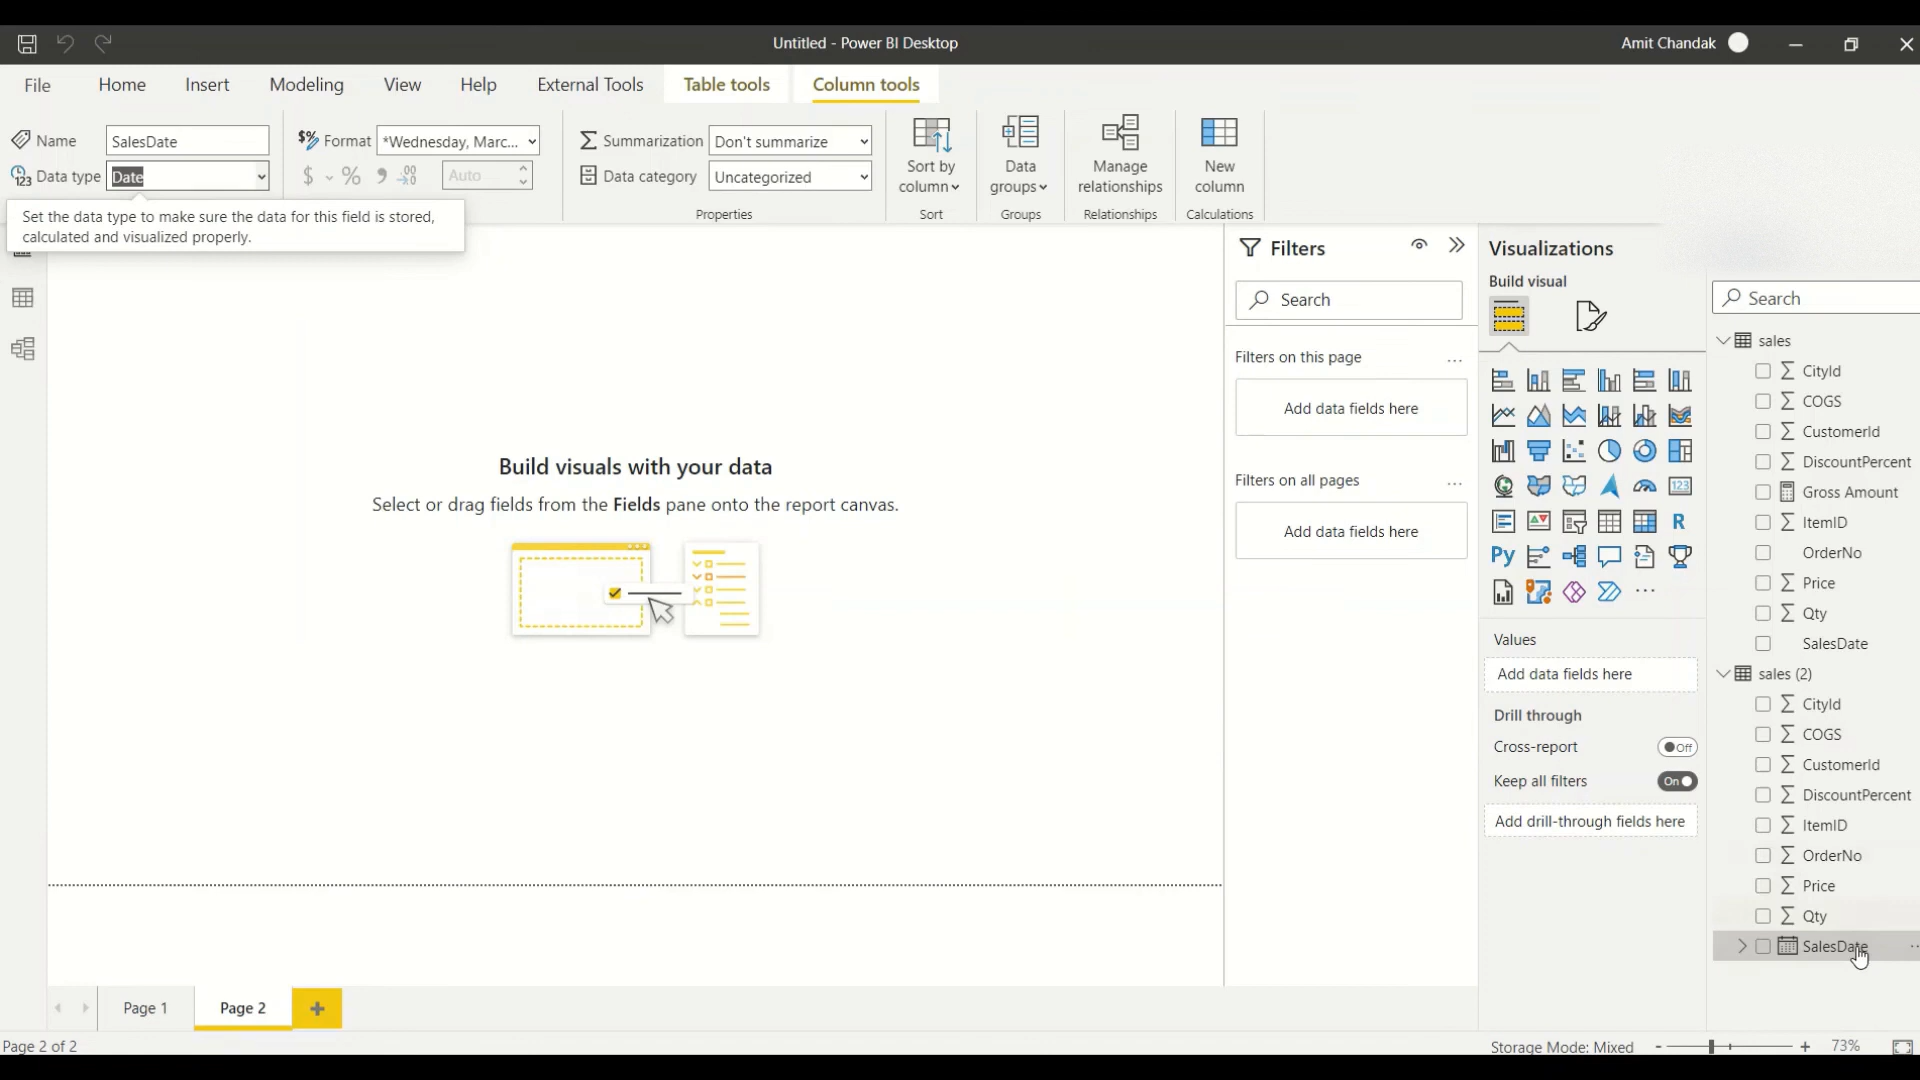 Untitled - Power BI Desktop
Amit Chandak
File Home Insert Modeling View Help External Tools Table tools Column tools
Name SalesDate
Data type Date
Format *Wednesday, Marc...
$ % 9 .00 Auto
Summarization Don't summarize
Data category Uncategorized
Properties
Sort by
column
Sort
Data
groups
Groups
Manage
relationships
Relationships
New
column
Calculations
Set the data type to make sure the data for this field is stored,
calculated and visualized properly.
Build visuals with your data
Select or drag fields from the Fields pane onto the report canvas.
Filters
Search
Filters on this page ...
Add data fields here
Filters on all pages ...
Add data fields here
Visualizations
Build visual
123
R
Py
...
Values
Add data fields here
Drill through
Cross-report Off
Keep all filters On
Add drill-through fields here
Search
sales
CityId
COGS
CustomerId
DiscountPercent
Gross Amount
ItemID
OrderNo
Price
Qty
SalesDate
sales (2)
CityId
COGS
CustomerId
DiscountPercent
ItemID
OrderNo
Price
Qty
SalesDate
Page 1 Page 2 +
Page 2 of 2
Storage Mode: Mixed - + 73%